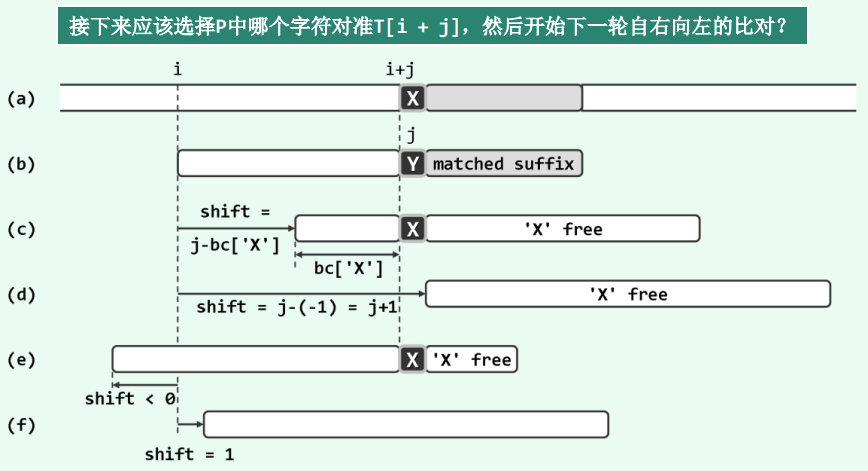 接下来应该选择P中哪个字符对准T[i + j]，然后开始下一轮自右向左的比对？
i i+j
(a) X
j
(b) Y matched suffix
shift =
(c) X 'X' free
j-bc['X']
bc['X']
(d) 'X' free
shift = j-(-1) = j+1
(e) X 'X' free
shift < 0
(f)
shift = 1